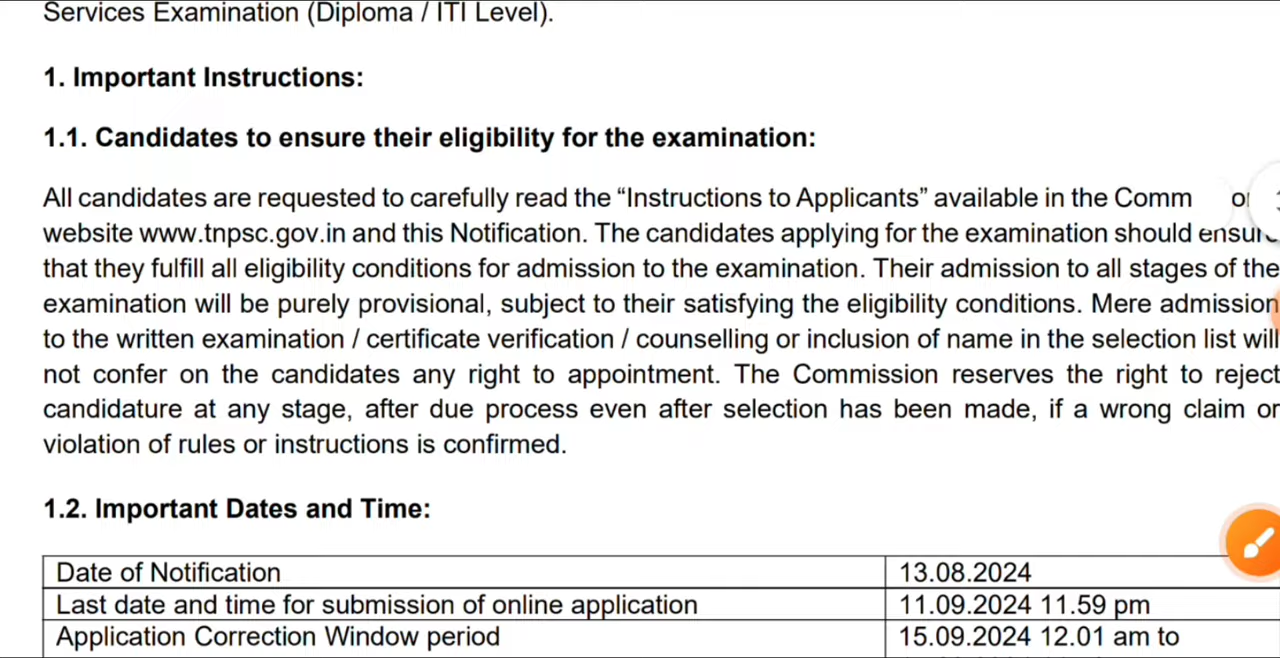 Services Examination (Diploma / ITI Level).
1. Important Instructions:
1.1. Candidates to ensure their eligibility for the examination:
All candidates are requested to carefully read the “Instructions to Applicants” available in the Comm
website www.tnpsc.gov.in and this Notification. The candidates applying for the examination should ensure
that they fulfill all eligibility conditions for admission to the examination. Their admission to all stages of the
examination will be purely provisional, subject to their satisfying the eligibility conditions. Mere admission
to the written examination / certificate verification / counselling or inclusion of name in the selection list will
not confer on the candidates any right to appointment. The Commission reserves the right to reject
candidature at any stage, after due process even after selection has been made, if a wrong claim or
violation of rules or instructions is confirmed.
1.2. Important Dates and Time:
Date of Notification 13.08.2024
Last date and time for submission of online application 11.09.2024 11.59 pm
Application Correction Window period 15.09.2024 12.01 am to